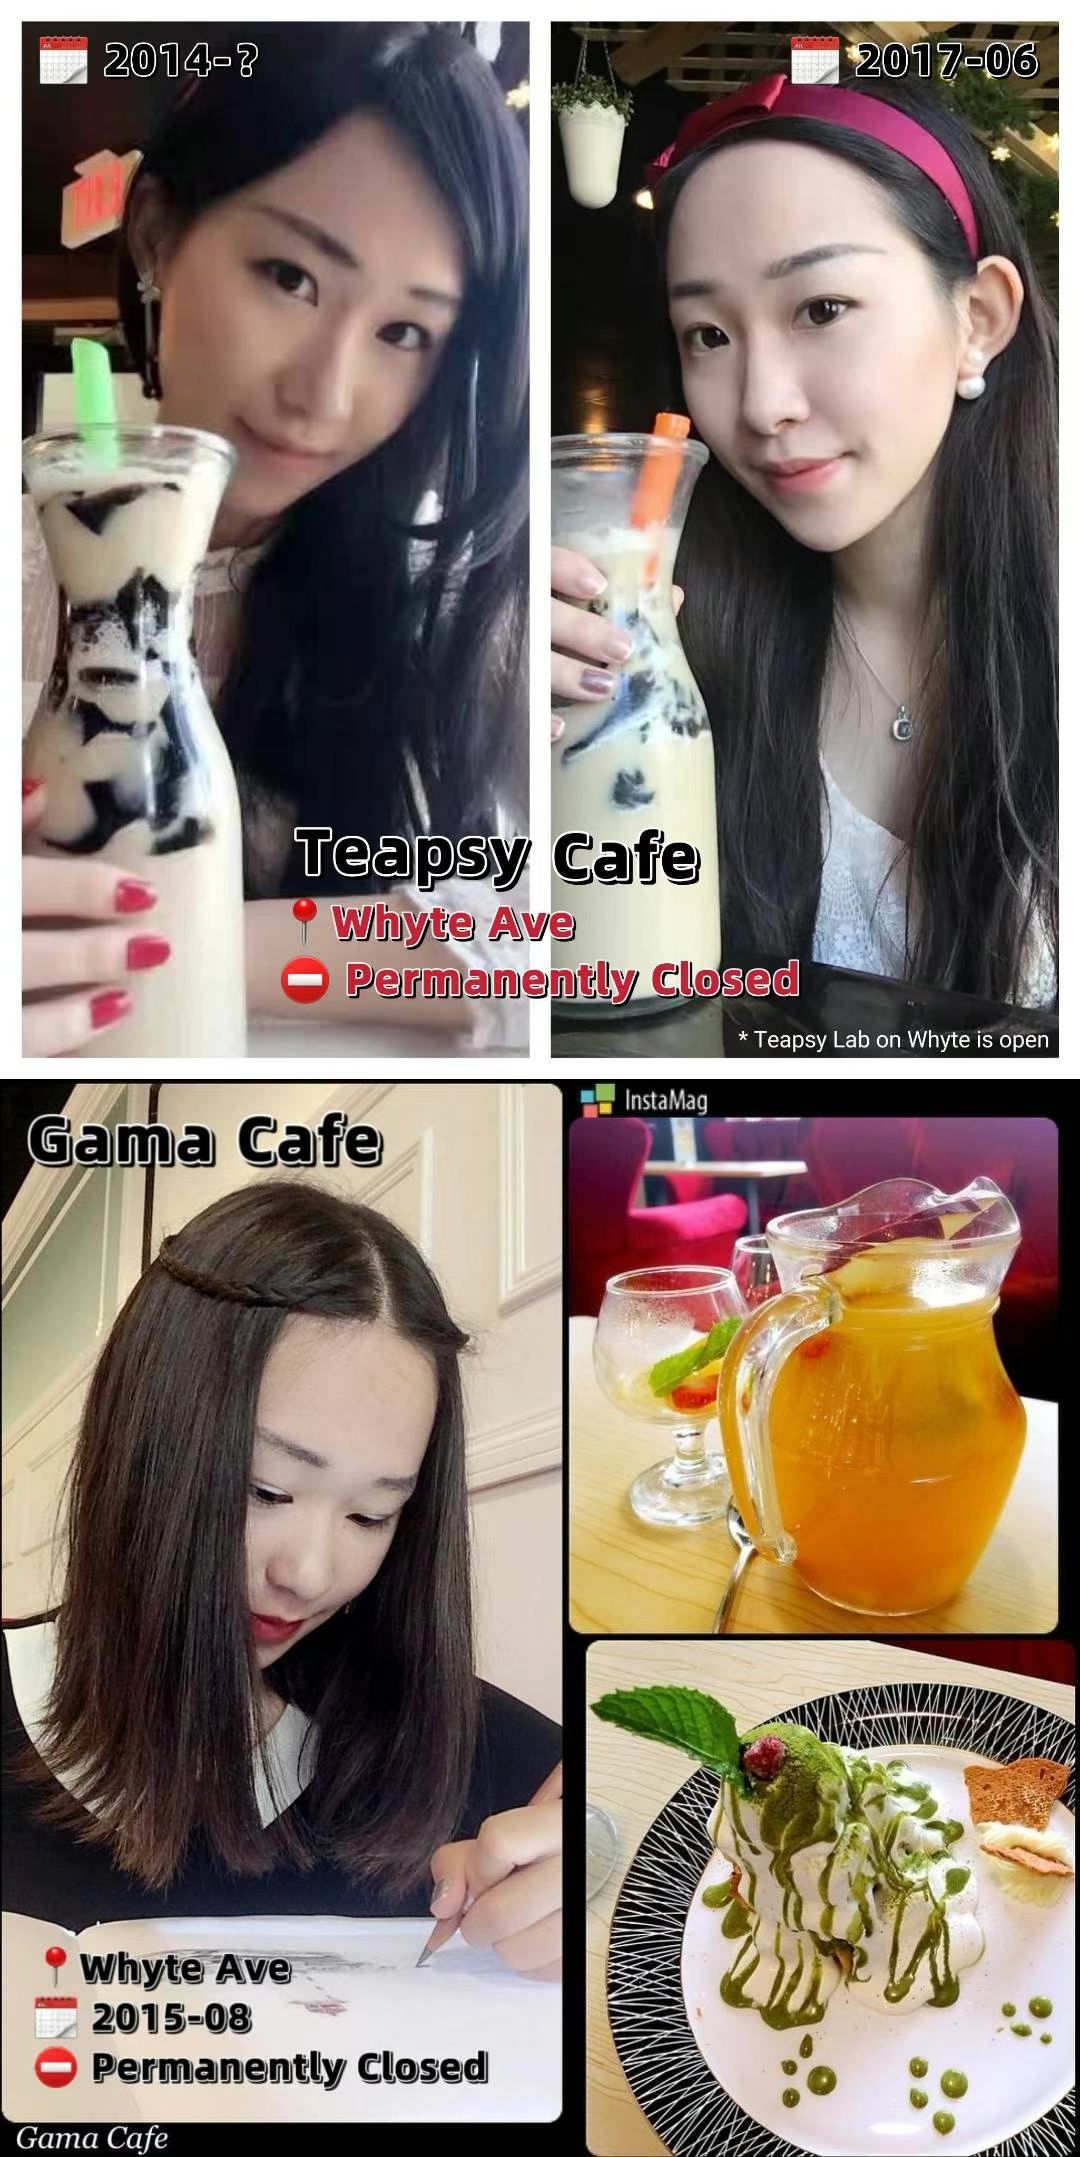 2014-?
2017-06
Teapsy Cafe
Whyte Ave
Permanently Closed
* Teapsy Lab on Whyte is open
InstaMag
Gama Cafe
Whyte Ave
2015-08
Permanently Closed
Gama Cafe